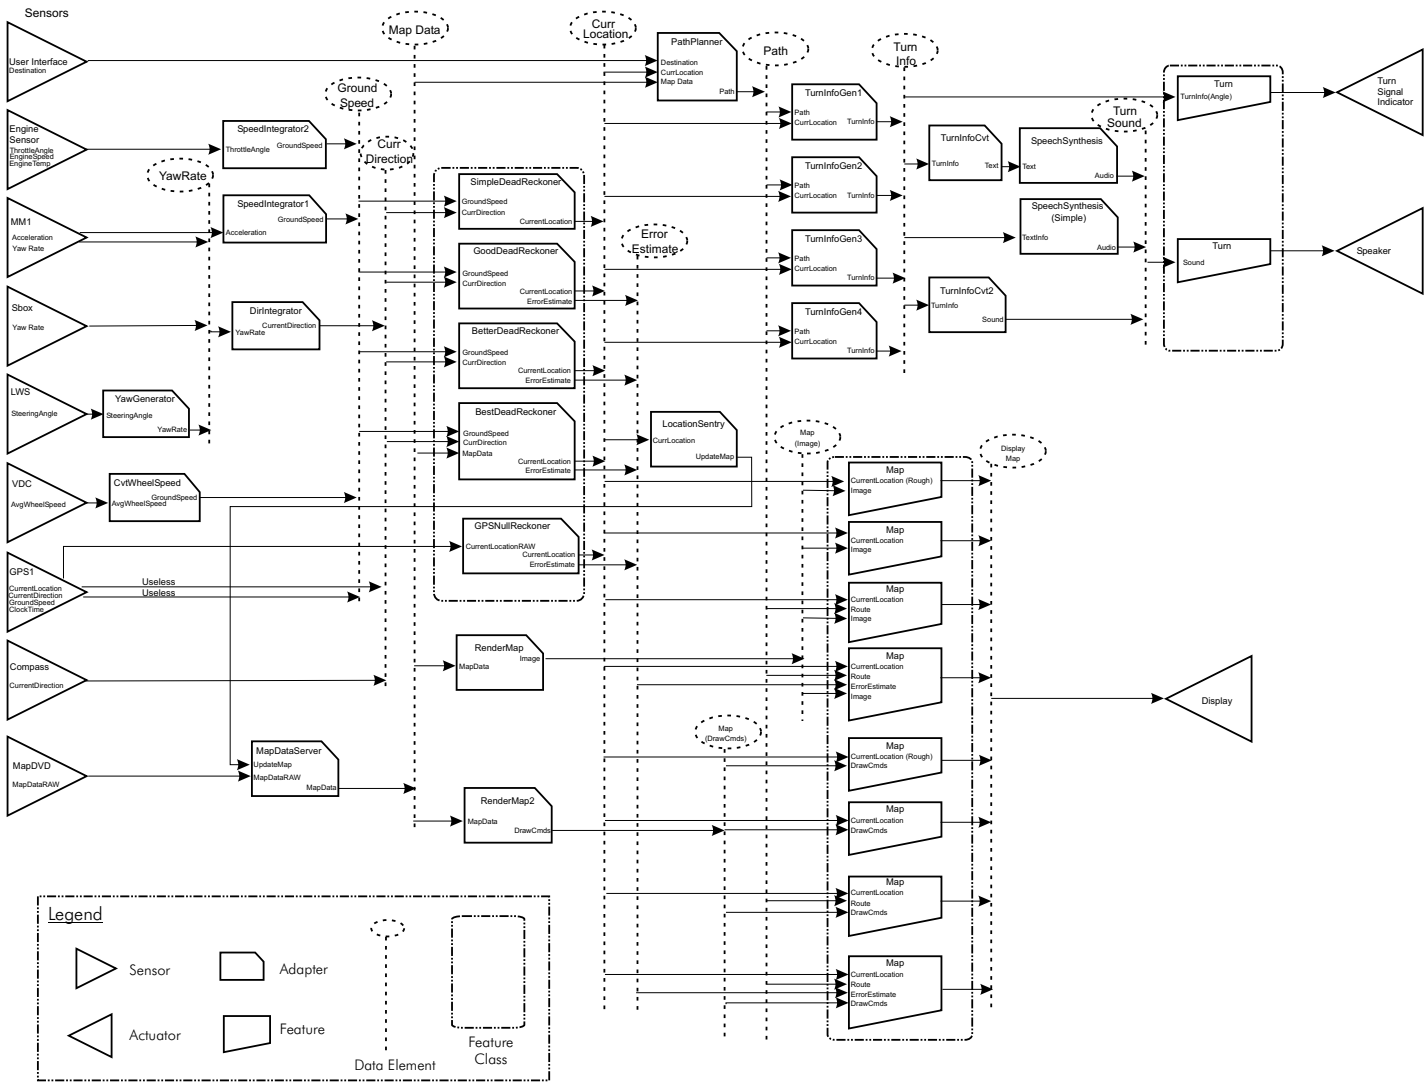 Sensors
User Interface
Destination
Engine
Sensor
ThrottleAngle
EngineSpeed
EngineTemp
MM1
Acceleration
Yaw Rate
Sbox
Yaw Rate
LWS
SteeringAngle
VDC
AvgWheelSpeed
GPS1
CurrentLocation
CurrentDirection
GroundSpeed
ClockTime
Compass
CurrentDirection
MapDVD
MapDataRAW
YawRate
SpeedIntegrator2
ThrottleAngle
GroundSpeed
SpeedIntegrator1
GroundSpeed
Acceleration
DirIntegrator
CurrentDirection
YawRate
YawGenerator
SteeringAngle
YawRate
CvtWheelSpeed
GroundSpeed
AvgWheelSpeed
Useless
Useless
MapDataServer
UpdateMap
MapDataRAW
MapData
Ground
Speed
Curr
Direction
Map Data
SimpleDeadReckoner
GroundSpeed
CurrDirection
CurrentLocation
GoodDeadReckoner
GroundSpeed
CurrDirection
CurrentLocation
ErrorEstimate
BetterDeadReckoner
GroundSpeed
CurrDirection
CurrentLocation
ErrorEstimate
BestDeadReckoner
GroundSpeed
CurrDirection
MapData
CurrentLocation
ErrorEstimate
GPSNullReckoner
CurrentLocationRAW
CurrentLocation
ErrorEstimate
RenderMap
Image
MapData
RenderMap2
MapData
DrawCmds
Curr
Location
Error
Estimate
PathPlanner
Destination
CurrLocation
Map Data
Path
LocationSentry
CurrLocation
UpdateMap
Map
(DrawCmds)
Path
TurnInfoGen1
Path
CurrLocation
TurnInfo
TurnInfoGen2
Path
CurrLocation
TurnInfo
TurnInfoGen3
Path
CurrLocation
TurnInfo
TurnInfoGen4
Path
CurrLocation
TurnInfo
Map
(Image)
Turn
Info
TurnInfoCvt
TurnInfo
Text
SpeechSynthesis
Text
Audio
SpeechSynthesis
(Simple)
TextInfo
Audio
TurnInfoCvt2
TurnInfo
Sound
Turn
Sound
Turn
TurnInfo(Angle)
Turn
Sound
Turn
Signal
Indicator
Speaker
Display
Map
Map
CurrentLocation (Rough)
Image
Map
CurrentLocation
Image
Map
CurrentLocation
Route
Image
Map
CurrentLocation
Route
ErrorEstimate
Image
Map
CurrentLocation (Rough)
DrawCmds
Map
CurrentLocation
DrawCmds
Map
CurrentLocation
Route
DrawCmds
Map
CurrentLocation
Route
ErrorEstimate
DrawCmds
Display
Legend
Sensor
Adapter
Actuator
Feature
Data Element
Feature
Class